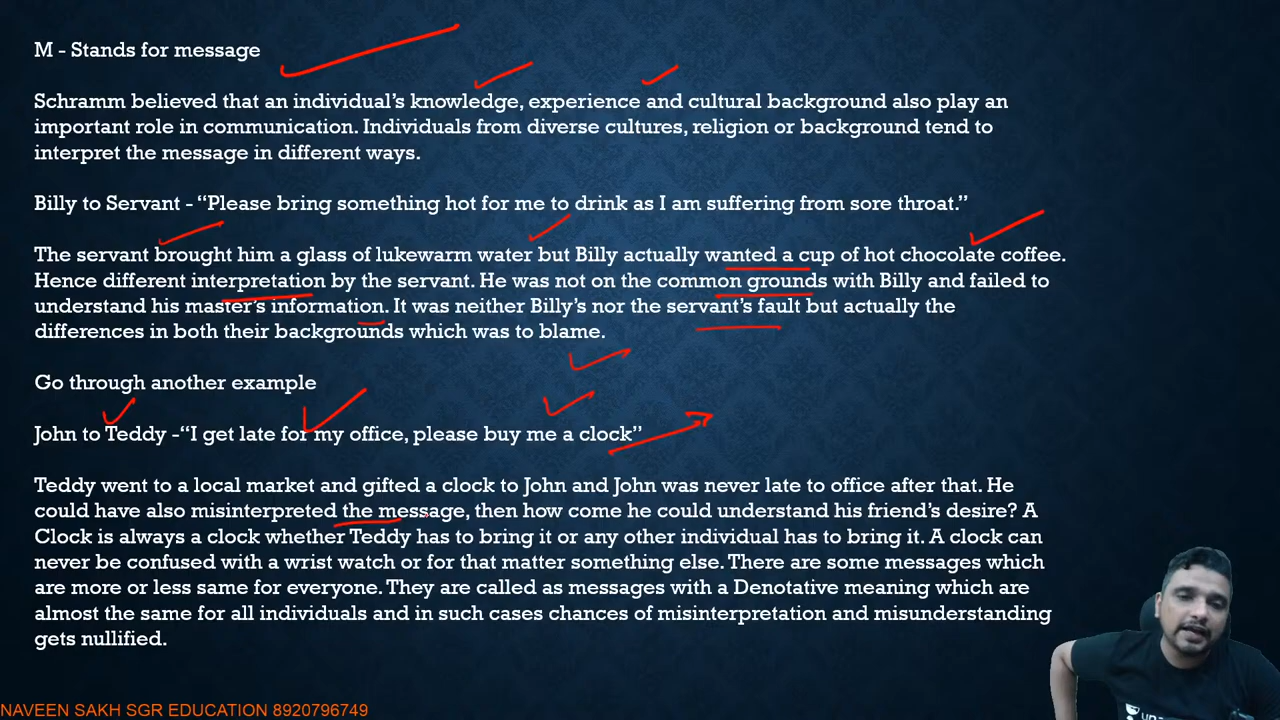 M - Stands for message
Schramm believed that an individual's knowledge, experience and cultural background also play an
important role in communication. Individuals from diverse cultures, religion or background tend to
interpret the message in different ways.
Billy to Servant - “Please bring something hot for me to drink as I am suffering from sore throat.”
The servant brought him a glass of lukewarm water but Billy actually wanted a cup of hot chocolate coffee.
Hence different interpretation by the servant. He was not on the common grounds with Billy and failed to
understand his master's information. It was neither Billy's nor the servant's fault but actually the
differences in both their backgrounds which was to blame.
Go through another example
John to Teddy -“I get late for my office, please buy me a clock”
Teddy went to a local market and gifted a clock to John and John was never late to office after that. He
could have also misinterpreted the message, then how come he could understand his friend's desire? A
Clock is always a clock whether Teddy has to bring it or any other individual has to bring it. A clock can
never be confused with a wrist watch or for that matter something else. There are some messages which
are more or less same for everyone. They are called as messages with a Denotative meaning which are
almost the same for all individuals and in such cases chances of misinterpretation and misunderstanding
gets nullified.
NAVEEN SAKH SGR EDUCATION 8920796749